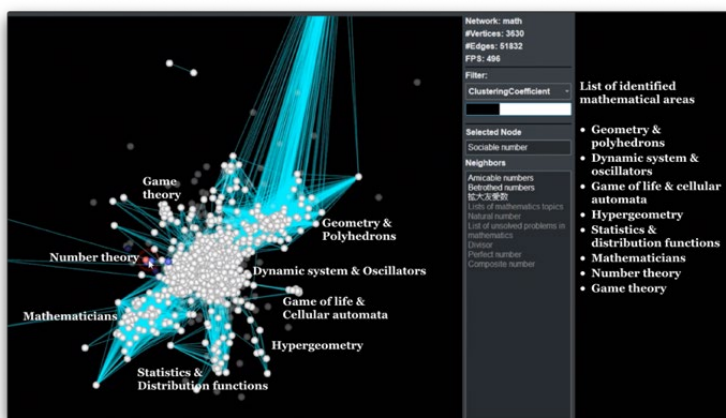 Network: math
#Vertices: 3630
#Edges: 51832
FPS: 496
Filter:
ClusteringCoefficient
Selected Node
Sociable number
Neighbors
Amicable numbers
Betrothed numbers
拡大友愛数
Lists of mathematics topics
Natural number
List of unsolved problems in
mathematics
Divisor
Perfect number
Composite number
Game
theory
Number theory
Mathematicians
Statistics &
Distribution functions
Geometry &
Polyhedrons
Dynamic system & Oscillators
Game of life &
Cellular automata
Hypergeometry
List of identified
mathematical areas
• Geometry &
polyhedrons
• Dynamic system &
oscillators
• Game of life & cellular
automata
• Hypergeometry
• Statistics &
distribution functions
• Mathematicians
• Number theory
• Game theory